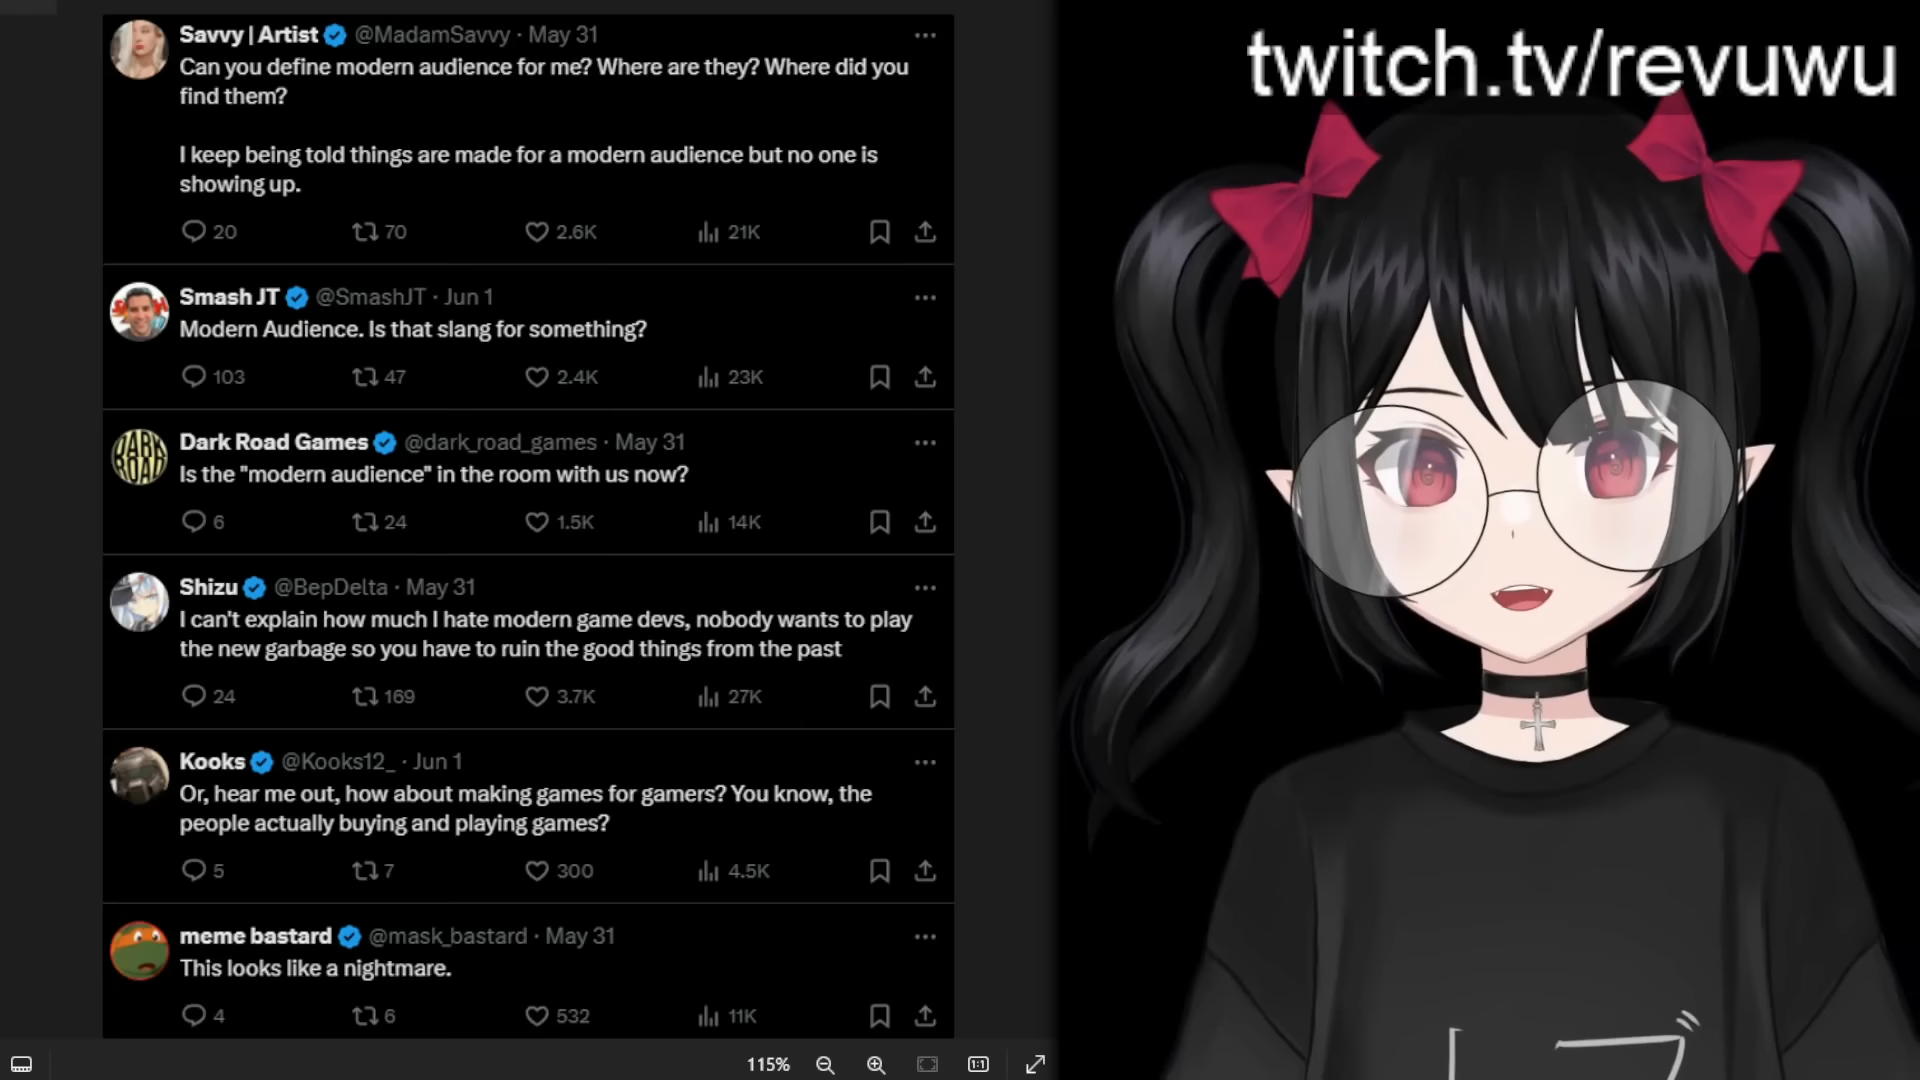 Savvy | Artist @MadamSavvy · May 31
Can you define modern audience for me? Where are they? Where did you
find them?
I keep being told things are made for a modern audience but no one is
showing up.
20 70 2.6K 21K
Smash JT @SmashJT · Jun 1
Modern Audience. Is that slang for something?
103 47 2.4K 23K
DARK ROAD
Dark Road Games @dark_road_games · May 31
Is the "modern audience" in the room with us now?
6 24 1.5K 14K
Shizu @BepDelta · May 31
I can't explain how much I hate modern game devs, nobody wants to play
the new garbage so you have to ruin the good things from the past
24 169 3.7K 27K
Kooks @Kooks12_ · Jun 1
Or, hear me out, how about making games for gamers? You know, the
people actually buying and playing games?
5 7 300 4.5K
meme bastard @mask_bastard · May 31
This looks like a nightmare.
4 6 532 11K
115% 1:1
twitch.tv/revuwu